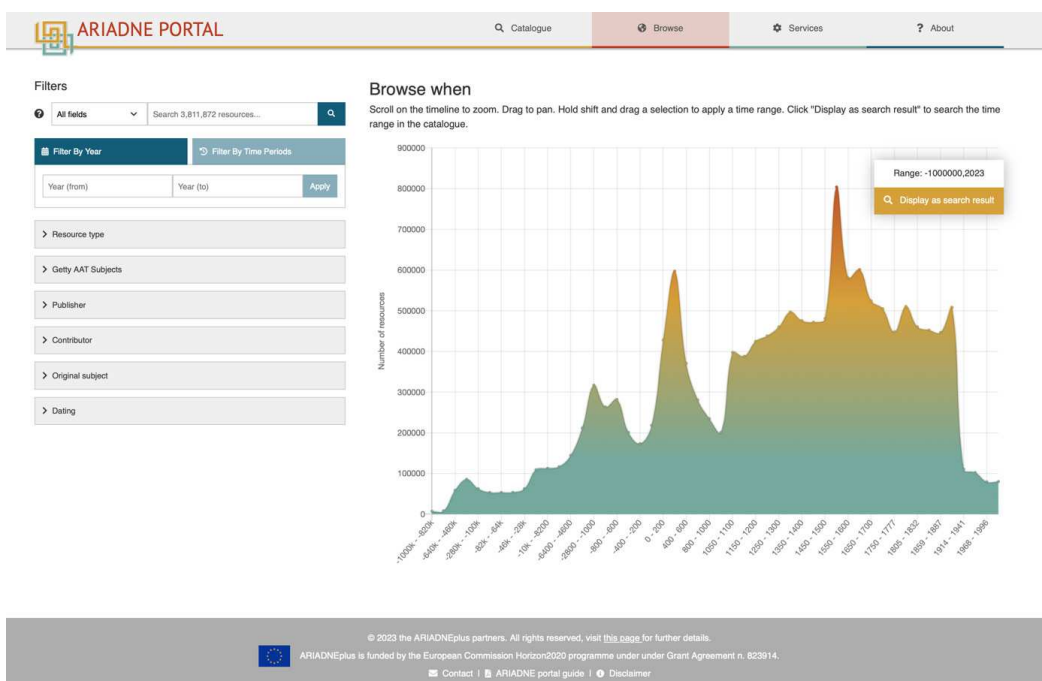 ARIADNE PORTAL
Catalogue
Browse
Services
About
Filters
All fields
Search 3,811,872 resources...
Filter By Year
Filter By Time Periods
Year (from)
Year (to)
Apply
Resource type
Getty AAT Subjects
Publisher
Contributor
Original subject
Dating
Browse when
Scroll on the timeline to zoom. Drag to pan. Hold shift and drag a selection to apply a time range. Click "Display as search result" to search the time
range in the catalogue.
Range: -1000000,2023
Display as search result
Number of resources
900000
800000
700000
600000
500000
400000
300000
200000
100000
0
-1000k - -820k
-640k - -460k
-280k - -100k
-82k - -64k
-46k - -28k
-10k - -8200
-6400 - -4600
-2800 - -1000
-800 - -600
-400 - -200
0 - 200
400 - 600
800 - 1000
1050 - 1100
1150 - 1200
1250 - 1300
1350 - 1400
1450 - 1500
1550 - 1600
1650 - 1700
1750 - 1777
1805 - 1832
1859 - 1887
1914 - 1941
1968 - 1996
© 2023 the ARIADNEplus partners. All rights reserved, visit this page for further details.
ARIADNEplus is funded by the European Commission Horizon2020 programme under under Grant Agreement n. 823914.
Contact | ARIADNE portal guide | Disclaimer